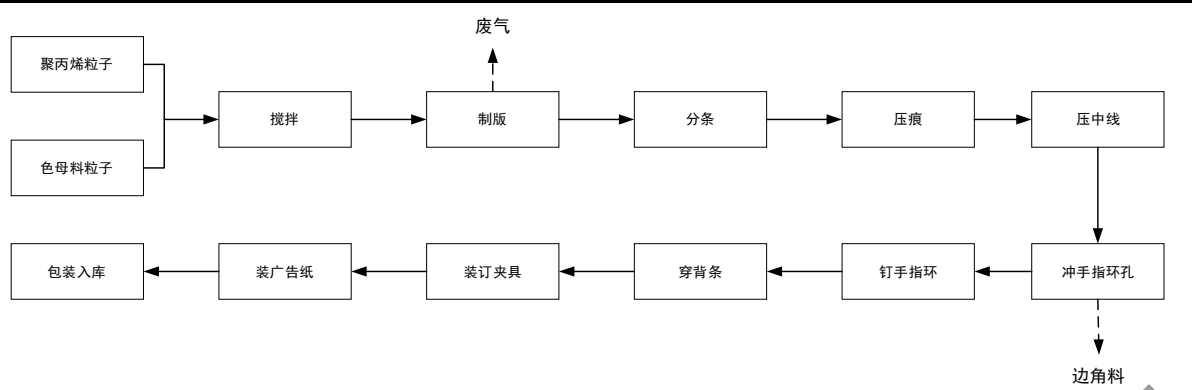 废气
聚丙烯粒子
搅拌
制版
分条
压痕
压中线
色母料粒子
包装入库
装广告纸
装订夹具
穿背条
钉手指环
冲手指环孔
边角料